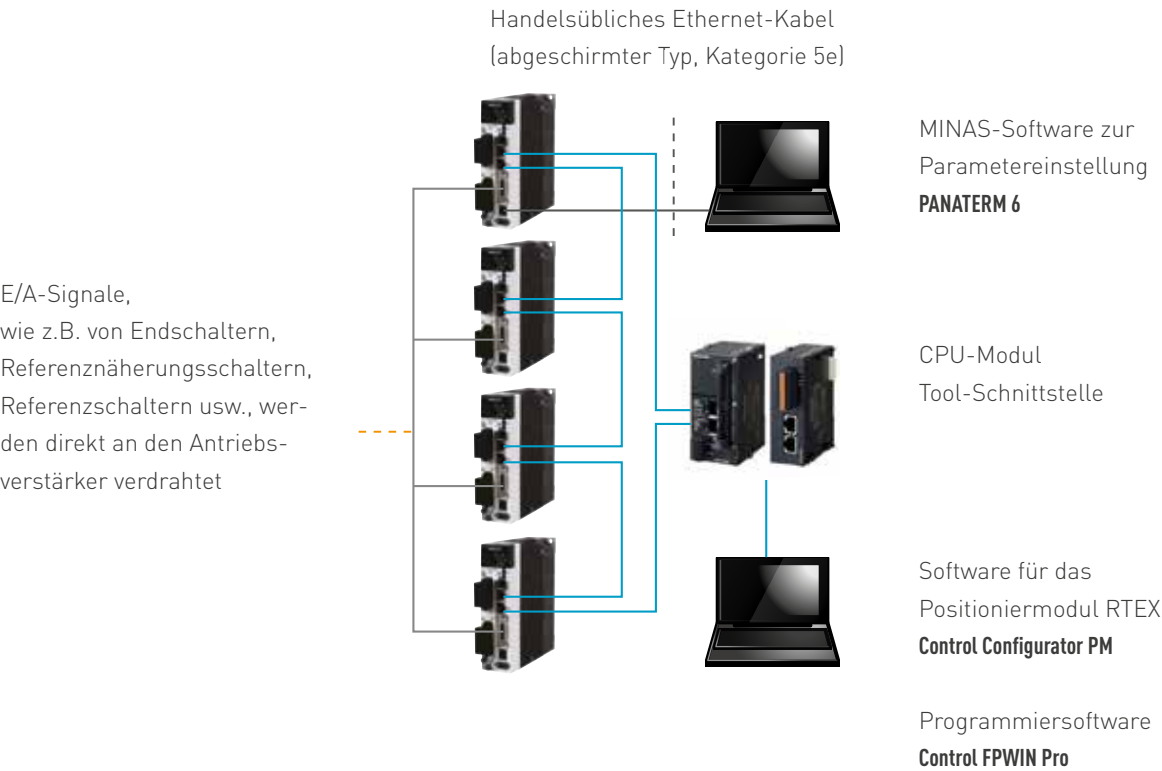 Handelsübliches Ethernet-Kabel
(abgeschirmter Typ, Kategorie 5e)
MINAS-Software zur
Parametereinstellung
PANATERM 6
E/A-Signale,
wie z.B. von Endschaltern,
Referenznäherungsschaltern,
Referenzschaltern usw., wer-
den direkt an den Antriebs-
verstärker verdrahtet
CPU-Modul
Tool-Schnittstelle
Software für das
Positioniermodul RTEX
Control Configurator PM
Programmiersoftware
Control FPWIN Pro